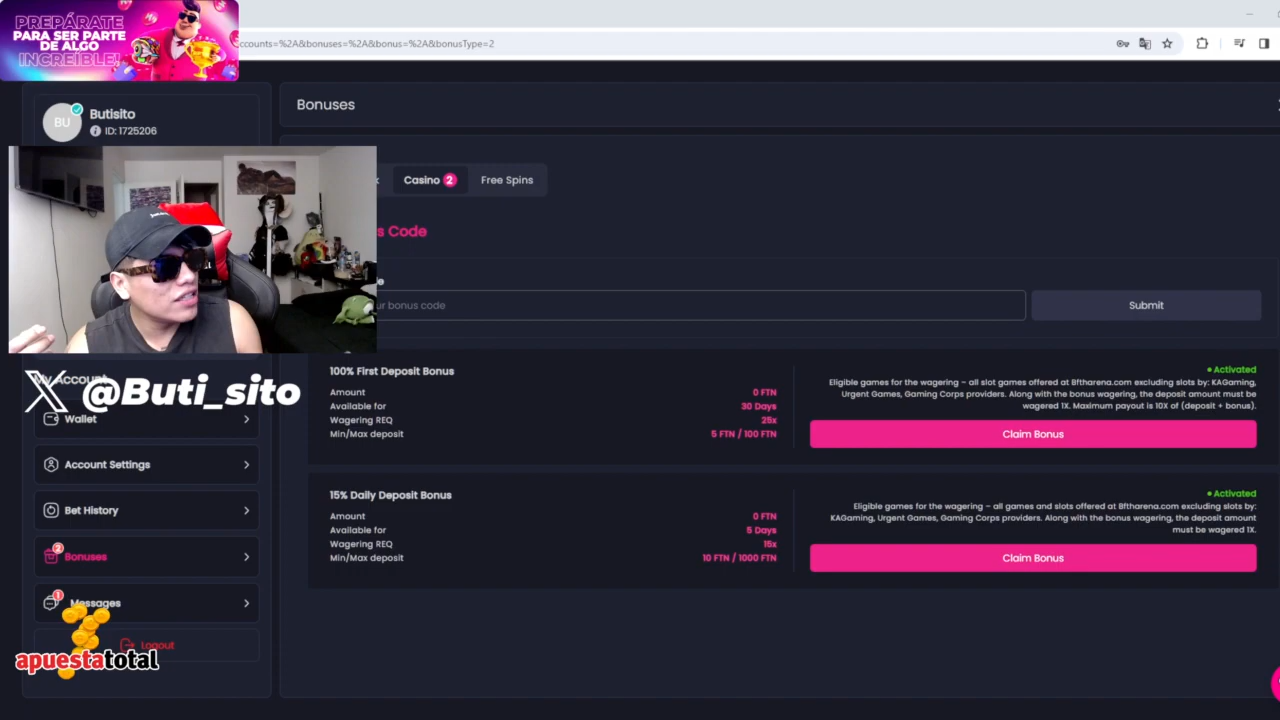 PREPÁRATE
PARA SER PARTE
DE ALGO
INCREÍBLE!
ccounts=%2A&bonuses=%2A&bonus=%2A&bonusType=2
BU
Butisito
ID: 1725206
Bonuses
Casino 2
Free Spins
s Code
ur bonus code
Submit
My Account
X @Buti_sito
Wallet
Account Settings
Bet History
2
Bonuses
1
Messages
Logout
apuestatotal
100% First Deposit Bonus
Amount 0 FTN
Available for 30 Days
Wagering REQ 25x
Min/Max deposit 5 FTN / 100 FTN
Activated
Eligible games for the wagering – all slot games offered at Bftharena.com excluding slots by: KAGaming,
Urgent Games, Gaming Corps providers. Along with the bonus wagering, the deposit amount must be
wagered 1X. Maximum payout is 10X of (deposit + bonus).
Claim Bonus
15% Daily Deposit Bonus
Amount 0 FTN
Available for 5 Days
Wagering REQ 15x
Min/Max deposit 10 FTN / 1000 FTN
Activated
Eligible games for the wagering – all games and slots offered at Bftharena.com excluding slots by:
KAGaming, Urgent Games, Gaming Corps providers. Along with the bonus wagering, the deposit amount
must be wagered 1X.
Claim Bonus